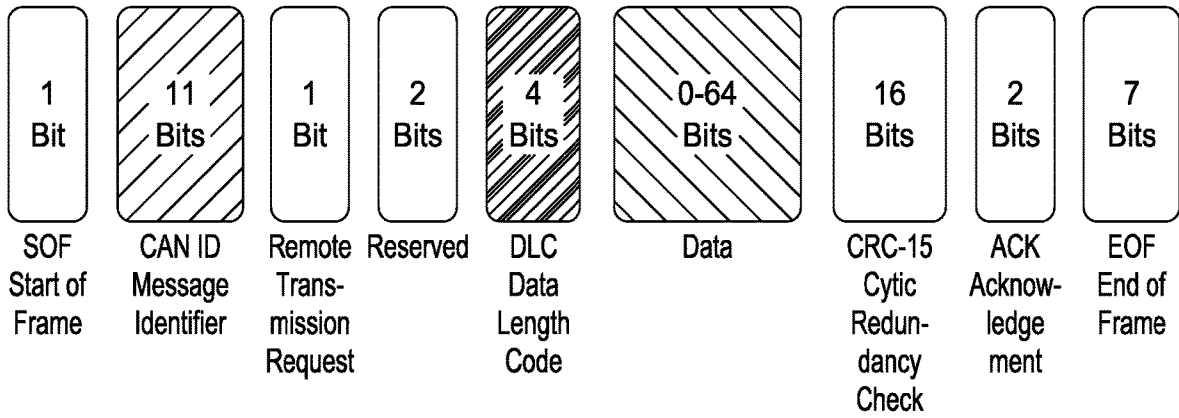 1
Bit
11
Bits
1
Bit
2
Bits
4
Bits
0-64
Bits
16
Bits
2
Bits
7
Bits
SOF
Start of
Frame
CAN ID
Message
Identifier
Remote
Trans-
mission
Request
Reserved
DLC
Data
Length
Code
Data
CRC-15
Cytic
Redun-
dancy
Check
ACK
Acknow-
ledge
ment
EOF
End of
Frame